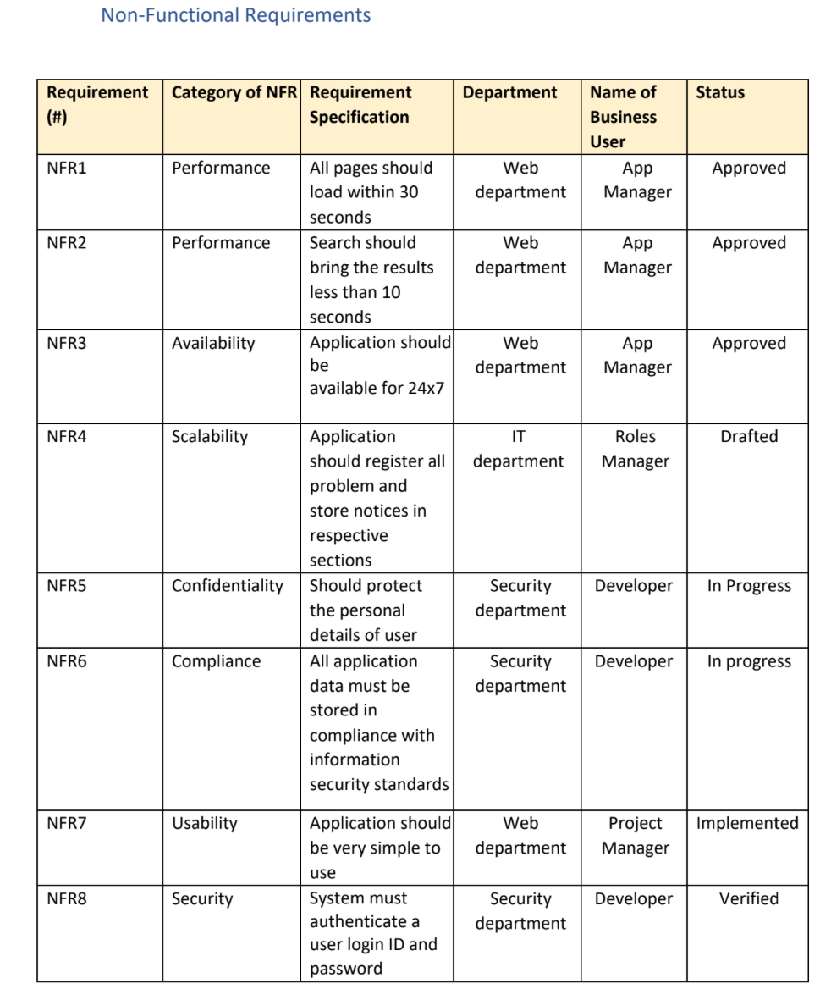 Non-Functional Requirements
Requirement (#) Category of NFR Requirement Specification Department Name of Business User Status
NFR1 Performance All pages should load within 30 seconds Web department App Manager Approved
NFR2 Performance Search should bring the results less than 10 seconds Web department App Manager Approved
NFR3 Availability Application should be available for 24x7 Web department App Manager Approved
NFR4 Scalability Application should register all problem and store notices in respective sections IT department Roles Manager Drafted
NFR5 Confidentiality Should protect the personal details of user Security department Developer In Progress
NFR6 Compliance All application data must be stored in compliance with information security standards Security department Developer In progress
NFR7 Usability Application should be very simple to use Web department Project Manager Implemented
NFR8 Security System must authenticate a user login ID and password Security department Developer Verified